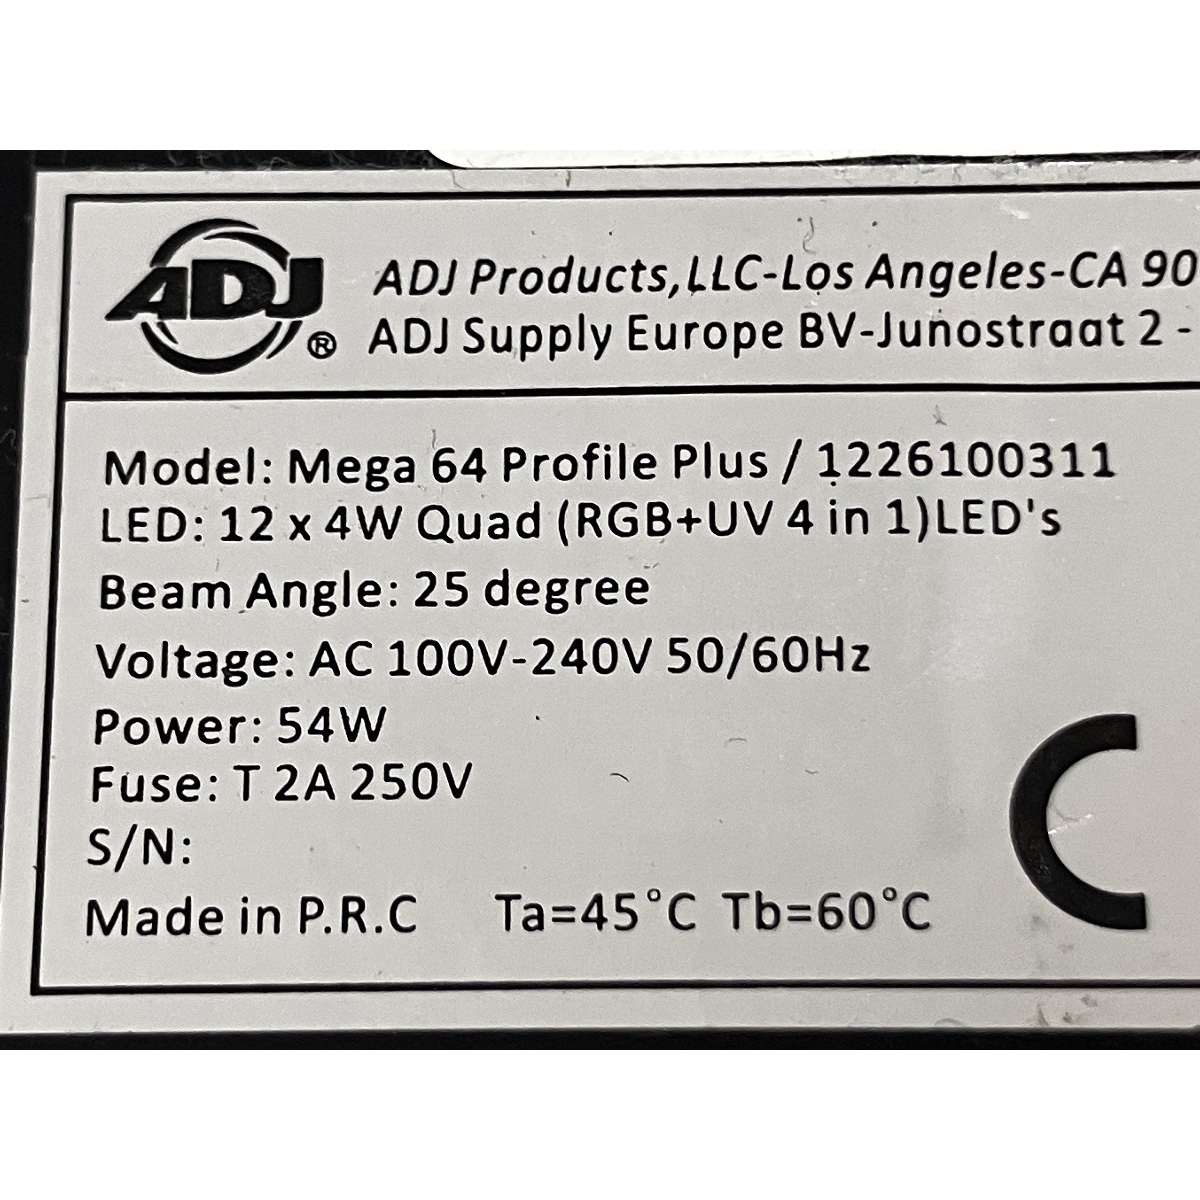 ADJ®
ADJ Products,LLC-Los Angeles-CA 90
ADJ Supply Europe BV-Junostraat 2 -
Model: Mega 64 Profile Plus / 1226100311
LED: 12 x 4W Quad (RGB+UV 4 in 1)LED's
Beam Angle: 25 degree
Voltage: AC 100V-240V 50/60Hz
Power: 54W
Fuse: T 2A 250V
S/N:
Made in P.R.C Ta=45°C Tb=60°C
C